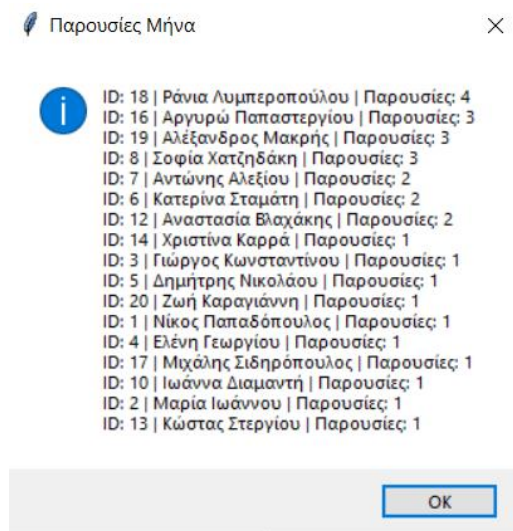 Παρουσίες Μήνα
ID: 18 | Ράνια Λυμπεροπούλου | Παρουσίες: 4
ID: 16 | Αργυρώ Παπαστεργίου | Παρουσίες: 3
ID: 19 | Αλέξανδρος Μακρής | Παρουσίες: 3
ID: 8 | Σοφία Χατζηδάκη | Παρουσίες: 3
ID: 7 | Αντώνης Αλεξίου | Παρουσίες: 2
ID: 6 | Κατερίνα Σταμάτη | Παρουσίες: 2
ID: 12 | Αναστασία Βλαχάκης | Παρουσίες: 2
ID: 14 | Χριστίνα Καρρά | Παρουσίες: 1
ID: 3 | Γιώργος Κωνσταντίνου | Παρουσίες: 1
ID: 5 | Δημήτρης Νικολάου | Παρουσίες: 1
ID: 20 | Ζωή Καραγιάννη | Παρουσίες: 1
ID: 1 | Νίκος Παπαδόπουλος | Παρουσίες: 1
ID: 4 | Ελένη Γεωργίου | Παρουσίες: 1
ID: 17 | Μιχάλης Σιδηρόπουλος | Παρουσίες: 1
ID: 10 | Ιωάννα Διαμαντή | Παρουσίες: 1
ID: 2 | Μαρία Ιωάννου | Παρουσίες: 1
ID: 13 | Κώστας Στεργίου | Παρουσίες: 1
OK